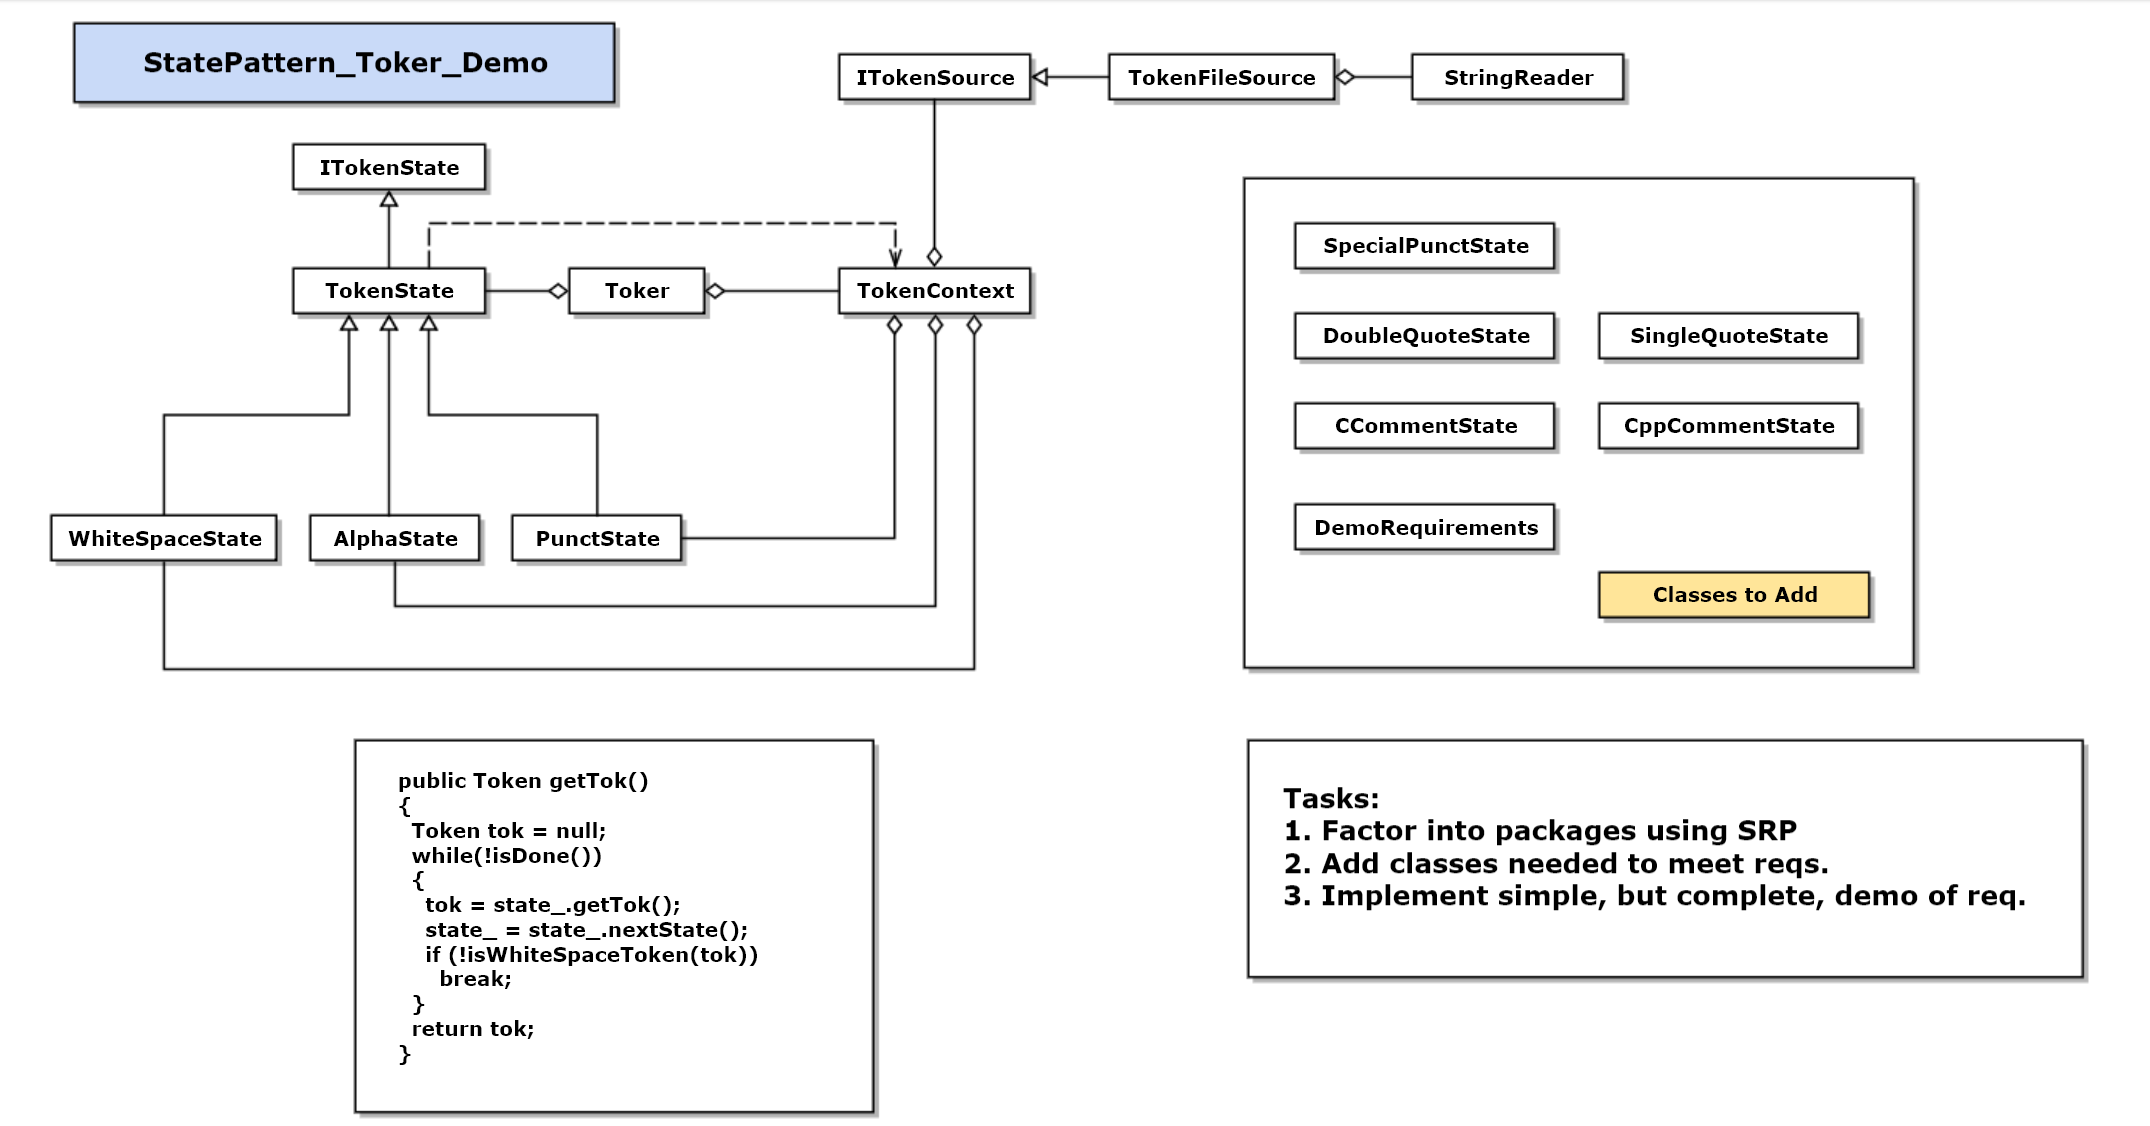 StatePattern_Toker_Demo
ITokenSource
TokenFileSource
StringReader
ITokenState
TokenState
Toker
TokenContext
WhiteSpaceState
AlphaState
PunctState
SpecialPunctState
DoubleQuoteState
SingleQuoteState
CCommentState
CppCommentState
DemoRequirements
Classes to Add
public Token getTok()
{
Token tok = null;
while(!isDone())
{
tok = state_.getTok();
state_ = state_.nextState();
if (!isWhiteSpaceToken(tok))
break;
}
return tok;
}
Tasks:
1. Factor into packages using SRP
2. Add classes needed to meet reqs.
3. Implement simple, but complete, demo of req.